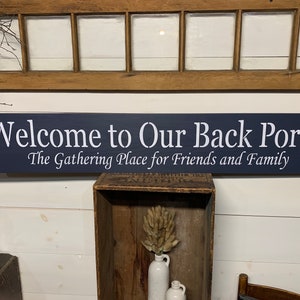 Welcome to Our Back Por
The Gathering Place for Friends and Family